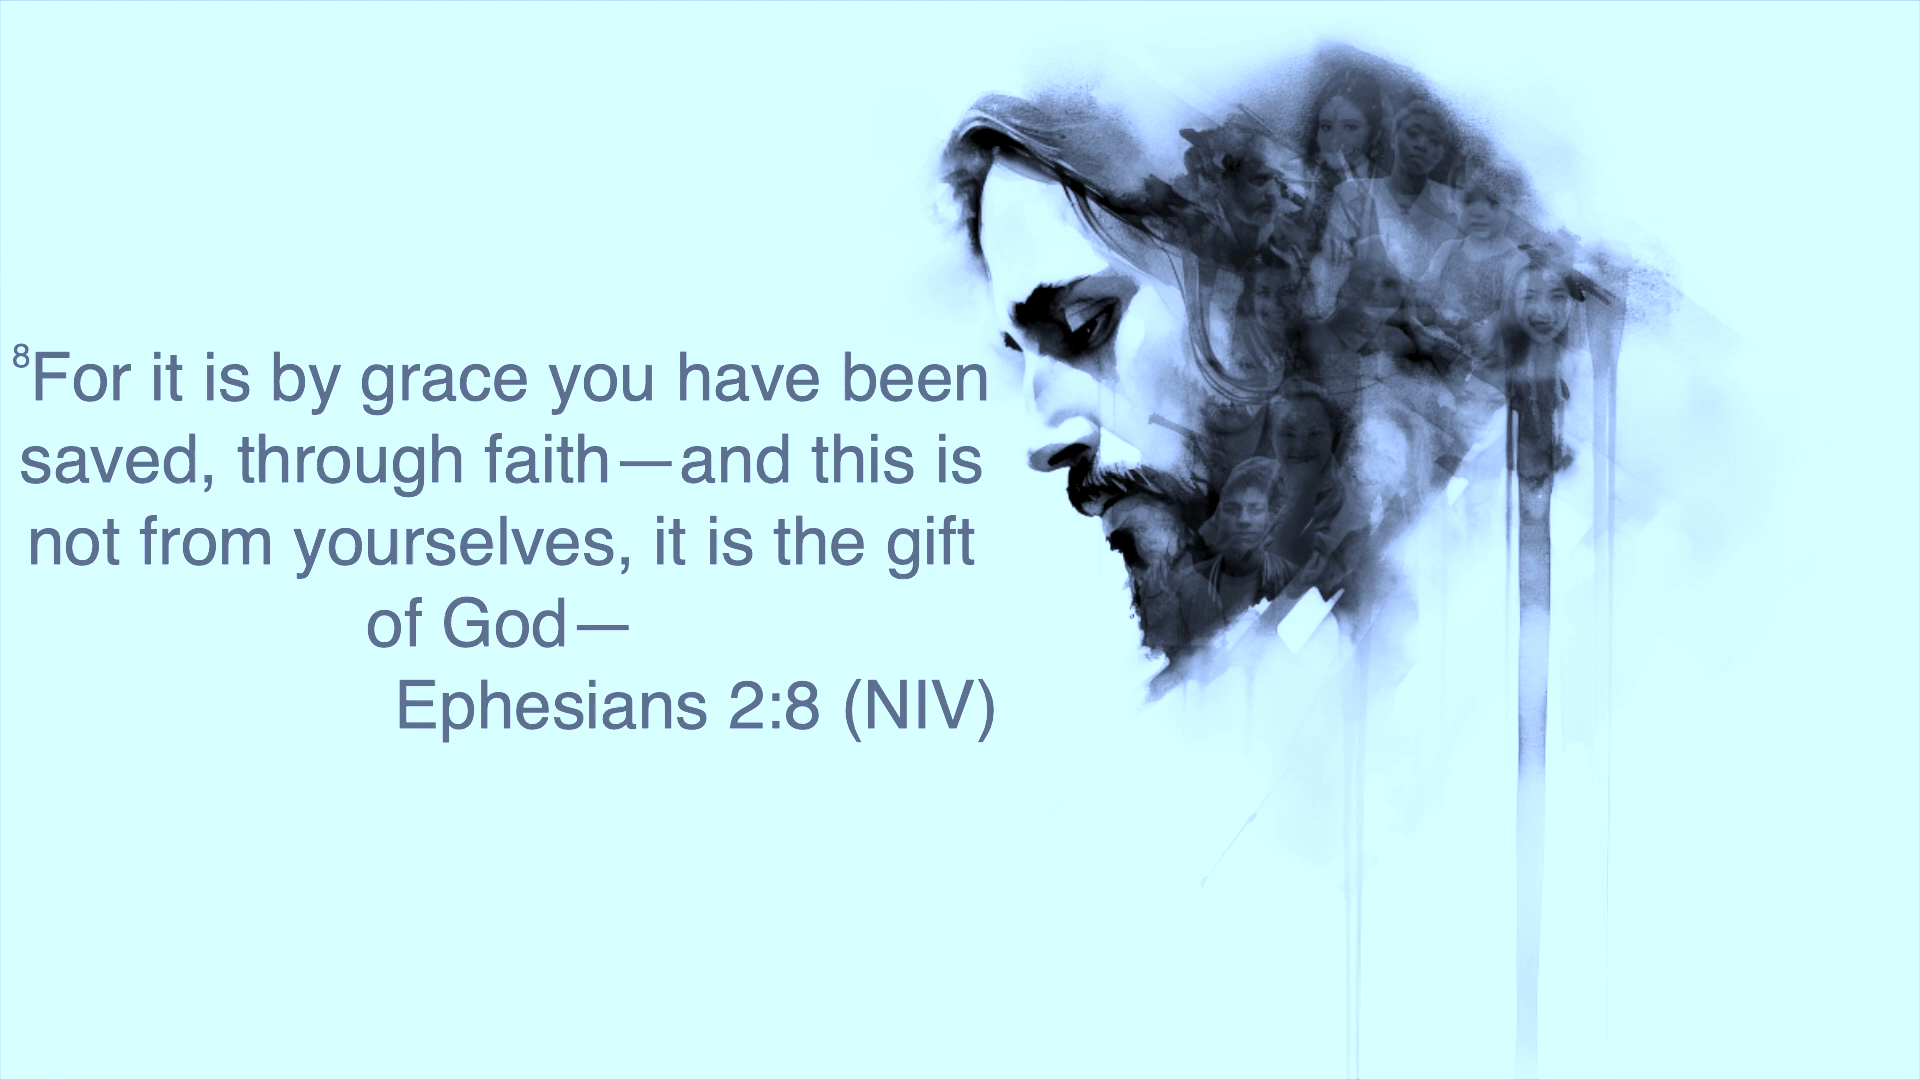 ⁸For it is by grace you have been
saved, through faith—and this is
not from yourselves, it is the gift
of God—
Ephesians 2:8 (NIV)